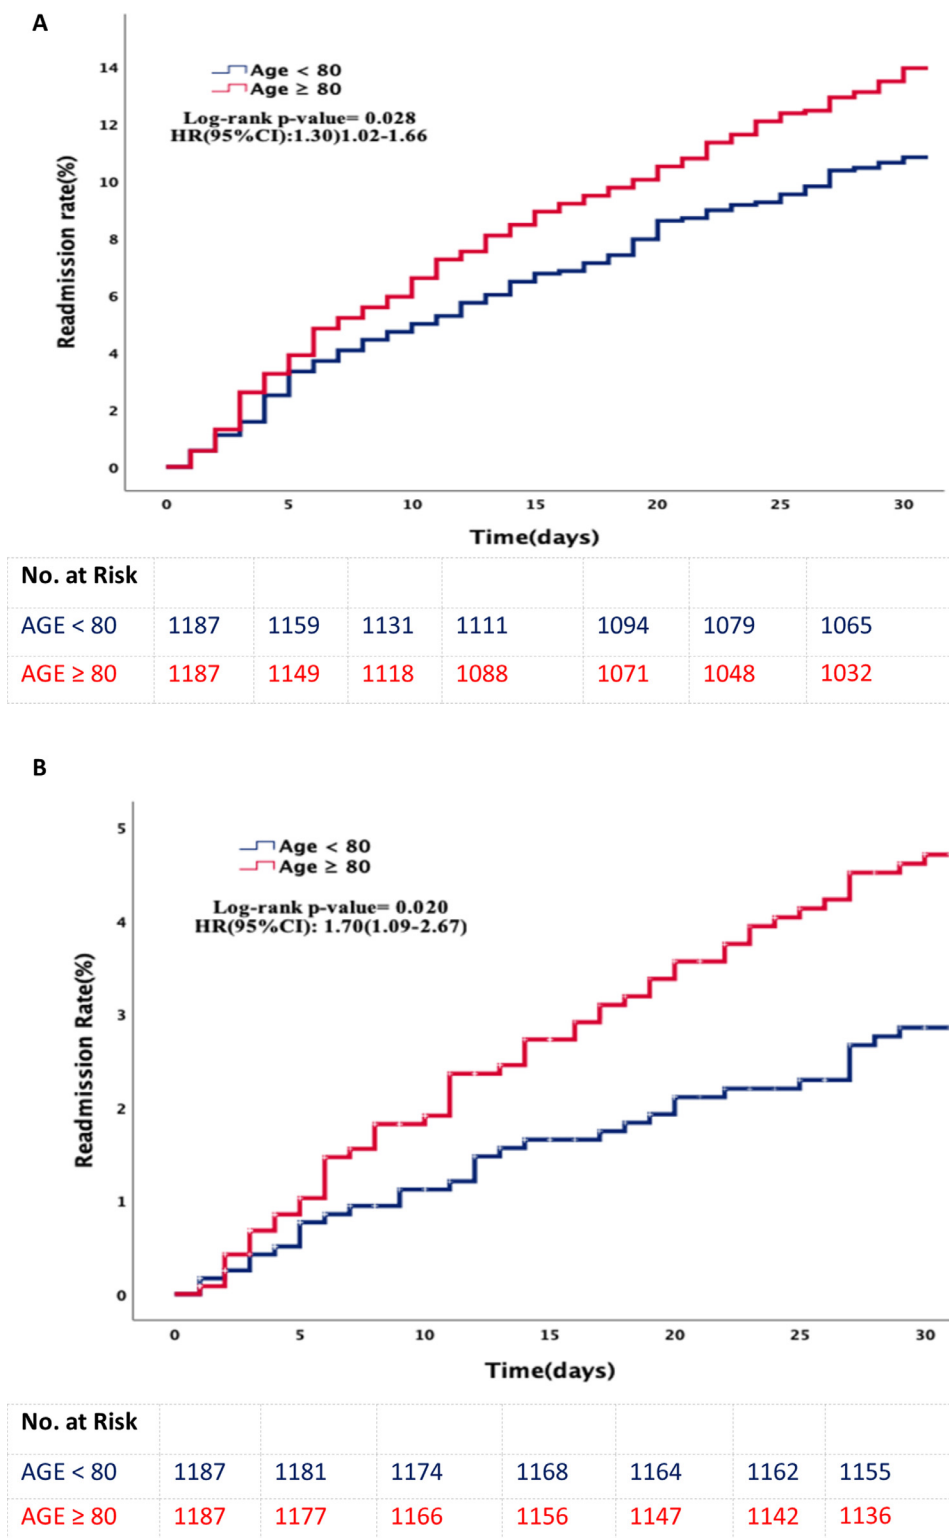 A
Age < 80
Age ≥ 80
Log-rank p-value= 0.028
HR(95%CI):1.30)1.02-1.66
Readmission rate(%)
14
12
10
8
6
4
2
0
0 5 10 15 20 25 30
Time(days)
No. at Risk
AGE < 80 1187 1159 1131 1111 1094 1079 1065
AGE ≥ 80 1187 1149 1118 1088 1071 1048 1032
B
Age < 80
Age ≥ 80
Log-rank p-value= 0.020
HR(95%CI): 1.70(1.09-2.67)
Readmission Rate(%)
5
4
3
2
1
0
0 5 10 15 20 25 30
Time(days)
No. at Risk
AGE < 80 1187 1181 1174 1168 1164 1162 1155
AGE ≥ 80 1187 1177 1166 1156 1147 1142 1136